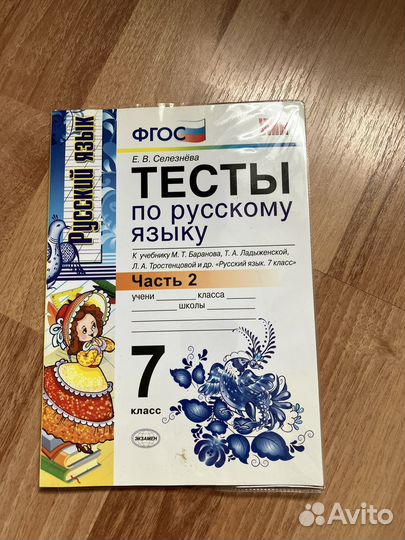 ФГОС
УМК
Е. В. Селезнёва
ТЕСТЫ
по русскому
языку
К учебнику М. Т. Баранова, Т. А. Ладыженской,
Л. А. Тростенцовой и др. «Русский язык. 7 класс»
Часть 2
учени класса
школы
7
класс
ЭКЗАМЕН
Русский язык
Avito